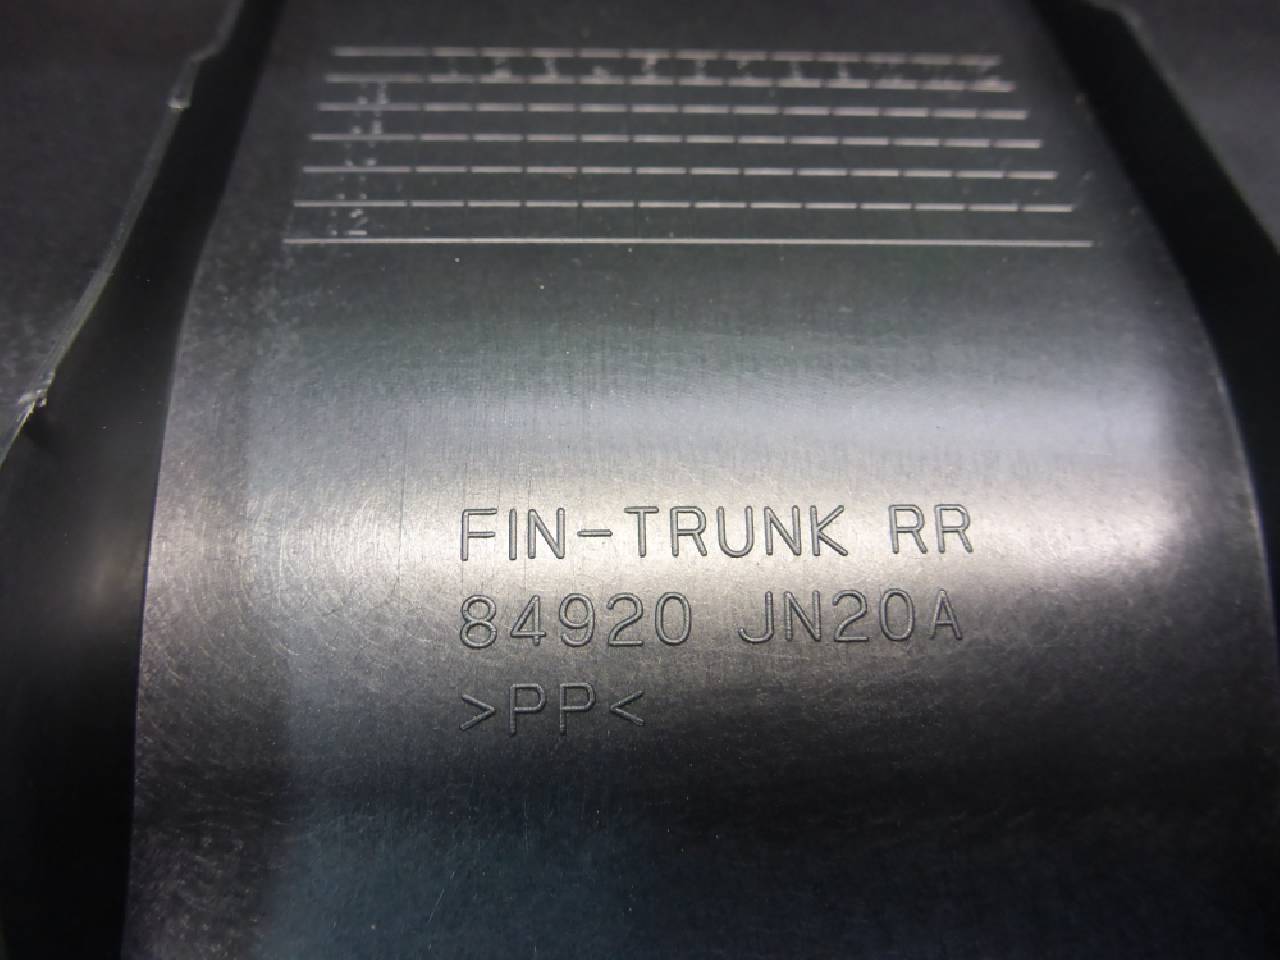 FIN-TRUNK RR
84920 JN20A
>PP<